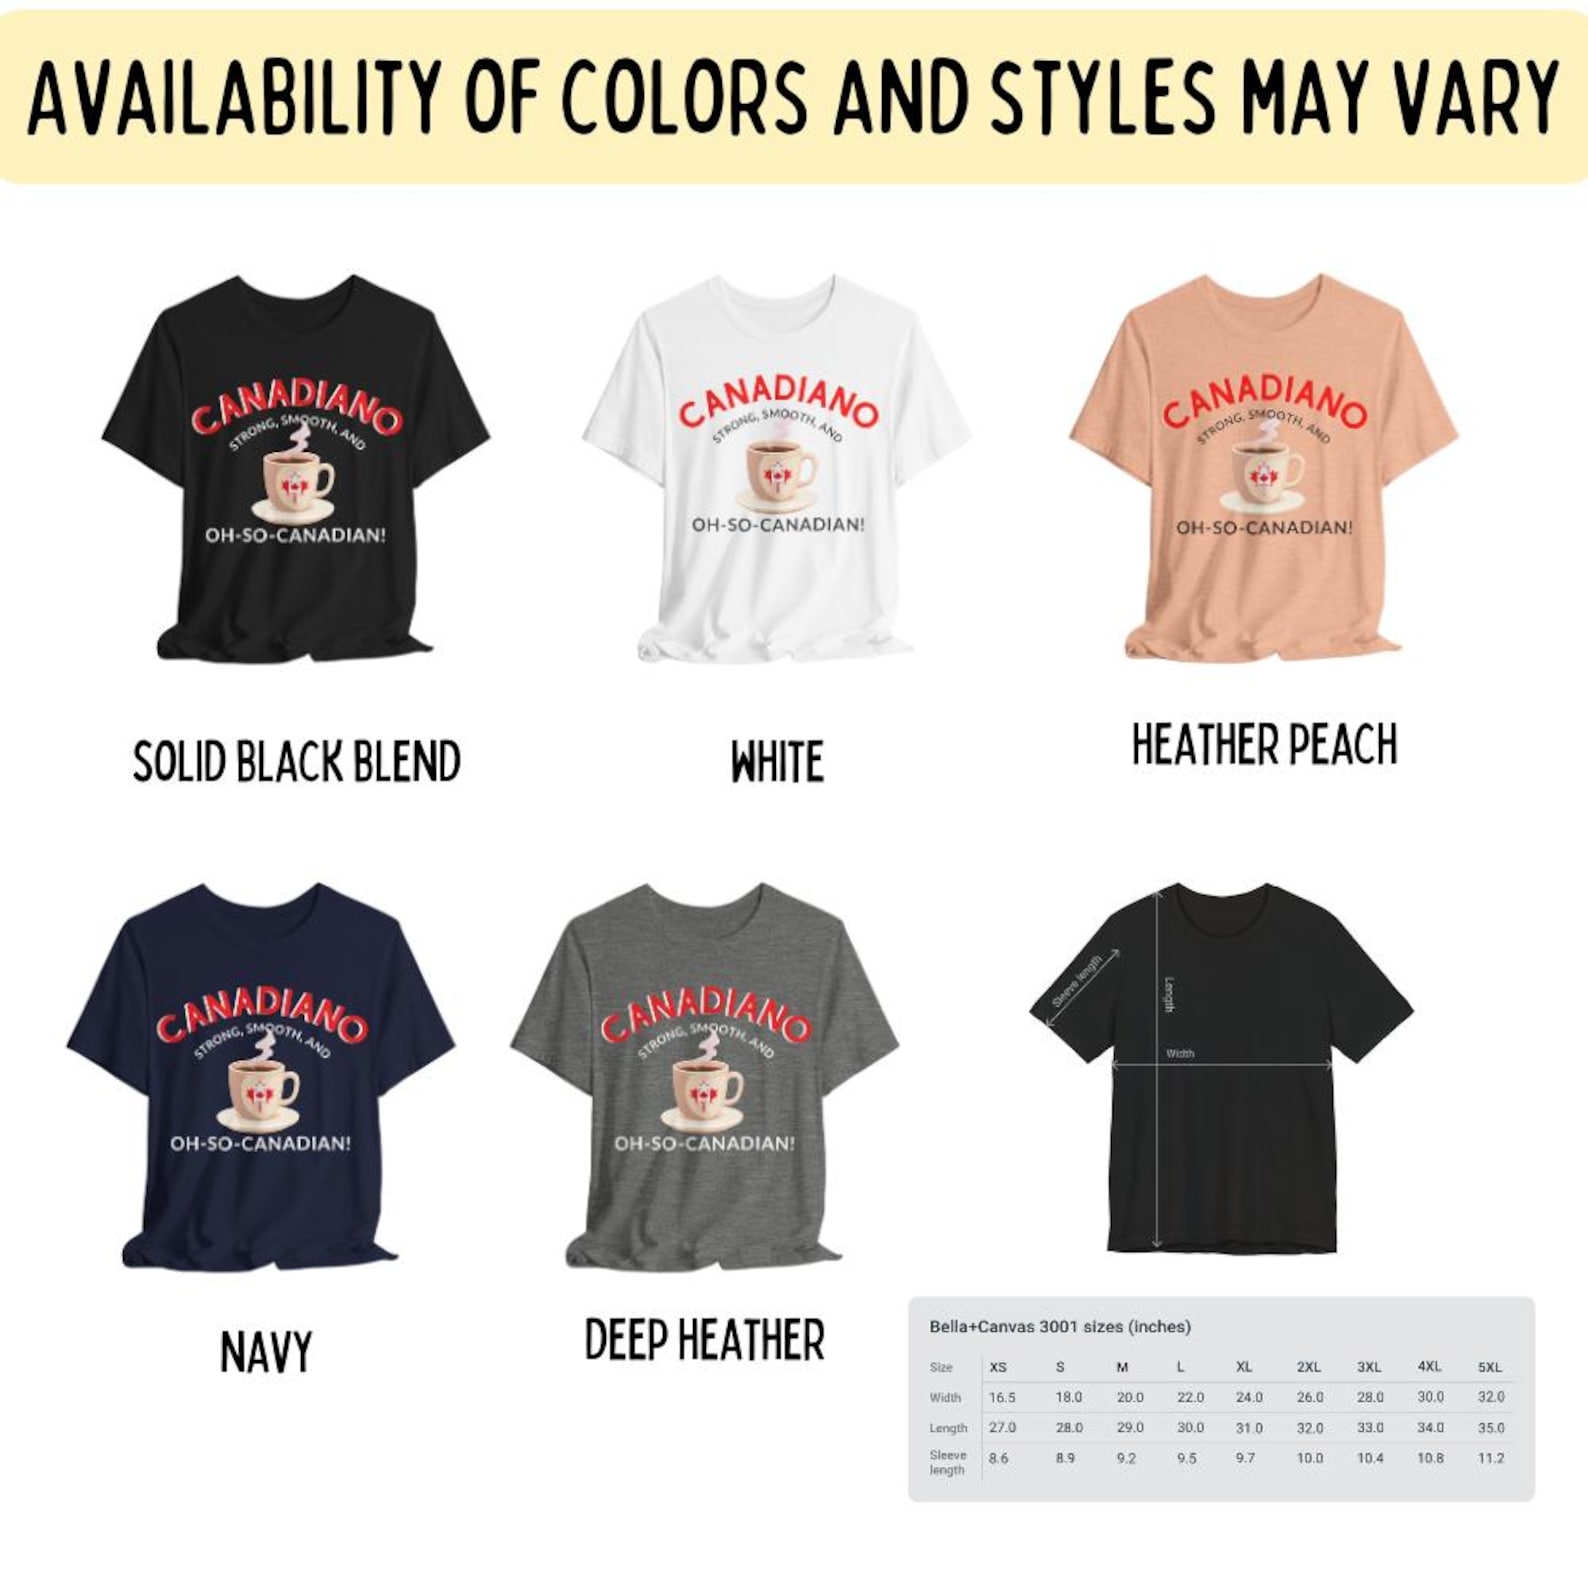 AVAILABILITY OF COLORS AND STYLES MAY VARY
CANADIANO
STRONG, SMOOTH, AND
OH-SO-CANADIAN!
SOLID BLACK BLEND
CANADIANO
STRONG, SMOOTH, AND
OH-SO-CANADIAN!
WHITE
CANADIANO
STRONG, SMOOTH, AND
OH-SO-CANADIAN!
HEATHER PEACH
CANADIANO
STRONG, SMOOTH, AND
OH-SO-CANADIAN!
NAVY
CANADIANO
STRONG, SMOOTH, AND
OH-SO-CANADIAN!
DEEP HEATHER
Sleeve length
Length
Width
Bella+Canvas 3001 sizes (inches)
Size XS S M L XL 2XL 3XL 4XL 5XL
Width 16.5 18.0 20.0 22.0 24.0 26.0 28.0 30.0 32.0
Length 27.0 28.0 29.0 30.0 31.0 32.0 33.0 34.0 35.0
Sleeve length 8.6 8.9 9.2 9.5 9.7 10.0 10.4 10.8 11.2